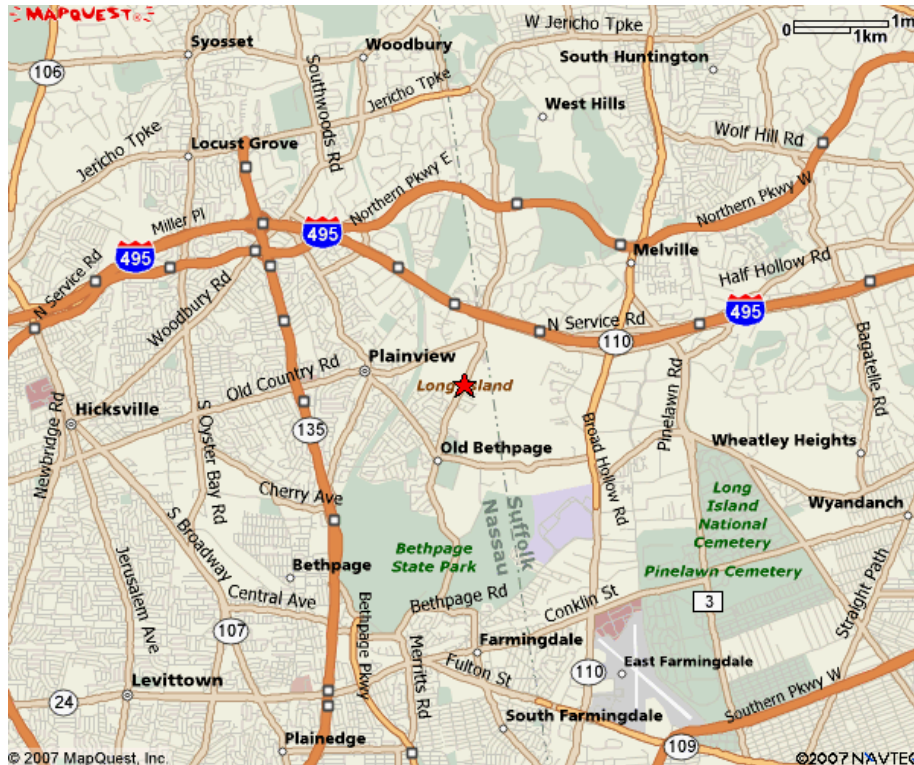 MAPQUEST
W Jericho Tpke
1m
1km
Syosset
Woodbury
South Huntington
106
Southwoods Rd
Jericho Tpke
West Hills
Wolf Hill Rd
Jericho Tpke
Locust Grove
Northern Pkwy E
Northern Pkwy W
Miller Pl
495
495
Melville
N Service Rd
Woodbury Rd
Half Hollow Rd
495
N Service Rd
110
Plainview
Old Country Rd
Long Island
Pinelawn Rd
Bagatelle Rd
Hicksville
Newbridge Rd
S Oyster Bay Rd
135
Broad Hollow Rd
Old Bethpage
Wheatley Heights
Cherry Ave
Long
Island
National
Cemetery
Wyandanch
S Broadway
Suffolk
Nassau
Bethpage
State Park
Pinelawn Cemetery
Jerusalem Ave
Bethpage
Bethpage Rd
Conklin St
Straight Path
Central Ave
3
107
Bethpage Pkwy
Merritts Rd
Farmingdale
Fulton St
110
East Farmingdale
Levittown
24
South Farmingdale
Southern Pkwy W
Plainedge
109
© 2007 MapQuest, Inc.
©2007 NAVTEQ